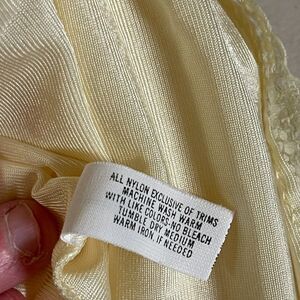 ALL NYLON EXCLUSIVE OF TRIMS
MACHINE WASH WARM
WITH LIKE COLORS-NO BLEACH
TUMBLE DRY MEDIUM
WARM IRON IF NEEDED